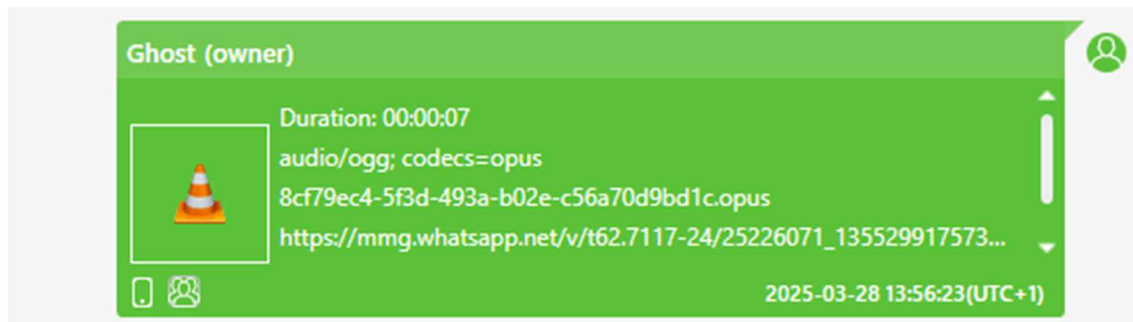 Ghost (owner)
Duration: 00:00:07
audio/ogg; codecs=opus
8cf79ec4-5f3d-493a-b02e-c56a70d9bd1c.opus
https://mmg.whatsapp.net/v/t62.7117-24/25226071_135529917573...
2025-03-28 13:56:23(UTC+1)